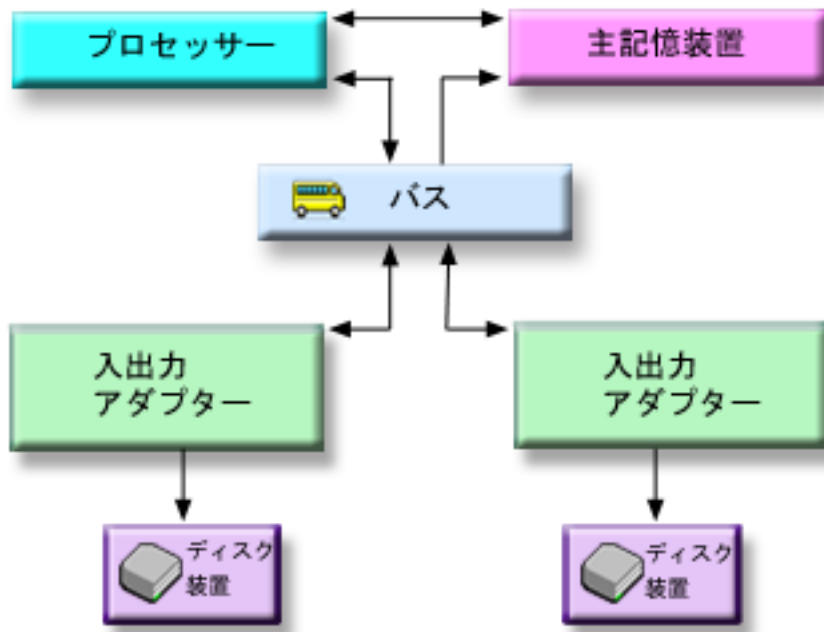 プロセッサー
主記憶装置
バス
入出力
アダプター
入出力
アダプター
ディスク
装置
ディスク
装置